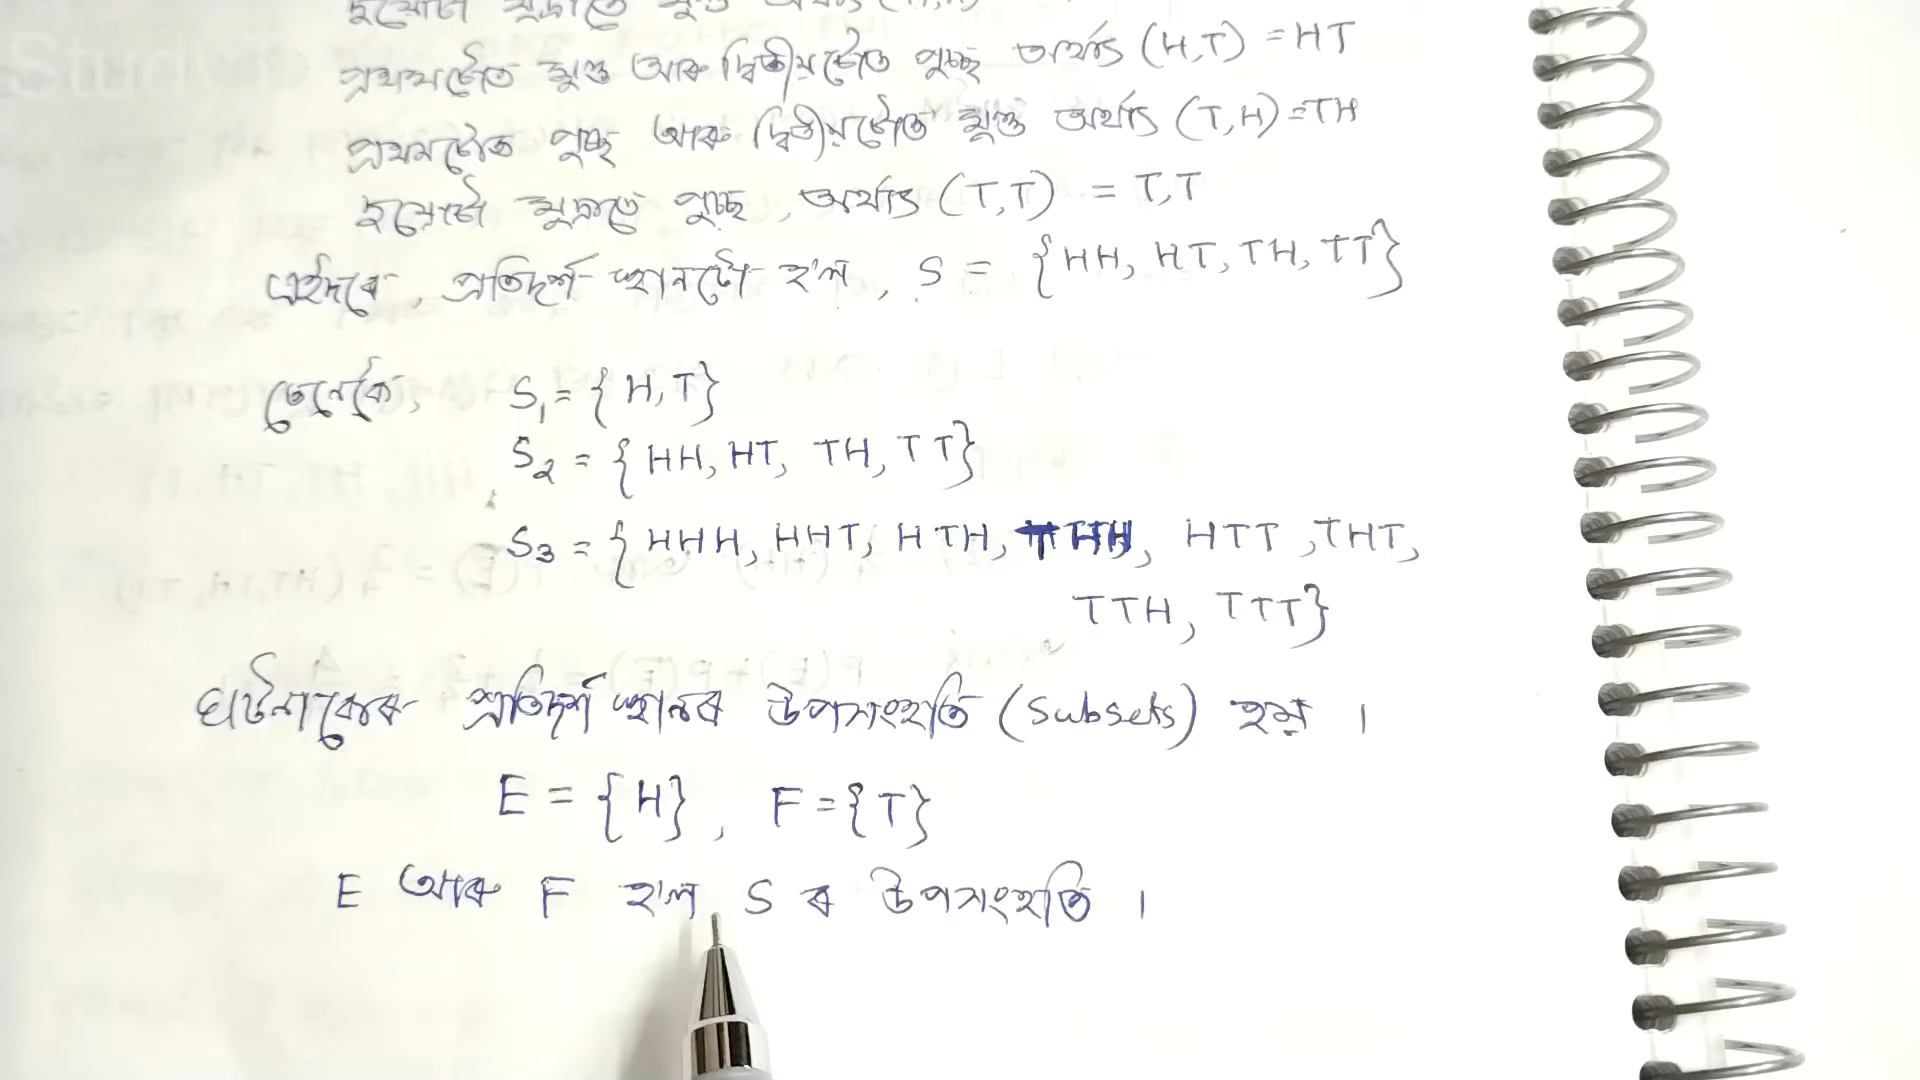 Stud
দুয়োটা মুদ্ৰাতে মুণ্ড অৰ্থাৎ (H,H)
প্ৰথমটোত মুণ্ড আৰু দ্বিতীয়টোত পুচ্ছ অৰ্থাৎ (H,T) = HT
প্ৰথমটোত পুচ্ছ আৰু দ্বিতীয়টোত মুণ্ড অৰ্থাৎ (T,H) = TH
দুয়োটা মুদ্ৰাতে পুচ্ছ, অৰ্থাৎ (T,T) = T,T
এইদৰে, প্ৰতিদৰ্শ স্থানটো হ'ল, S = {HH, HT, TH, TT}
তেনেকৈ, S₁ = {H,T}
S₂ = {HH, HT, TH, TT}
S₃ = {HHH, HHT, HTH, THH, HTT, THT,
TTH, TTT}
ঘটনাবোৰ প্ৰতিদৰ্শ স্থানৰ উপসংহতি (Subsets) হয় ।
E = {H}, F = {T}
E আৰু F হ'ল S ৰ উপসংহতি ।